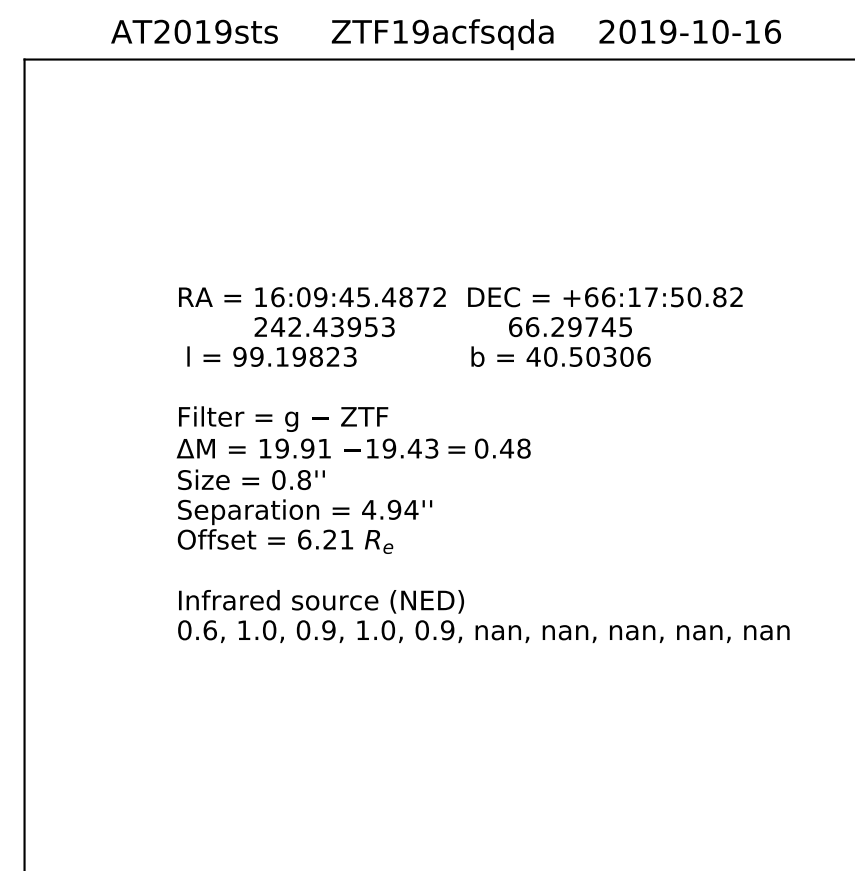 AT2019sts ZTF19acfsqda 2019-10-16
RA = 16:09:45.4872 DEC = +66:17:50.82
242.43953 66.29745
l = 99.19823 b = 40.50306
Filter = g − ZTF
ΔM = 19.91 −19.43 = 0.48
Size = 0.8''
Separation = 4.94''
Offset = 6.21 Re
Infrared source (NED)
0.6, 1.0, 0.9, 1.0, 0.9, nan, nan, nan, nan, nan